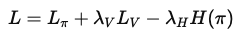 L = L_π + λ_V L_V − λ_H H(π)